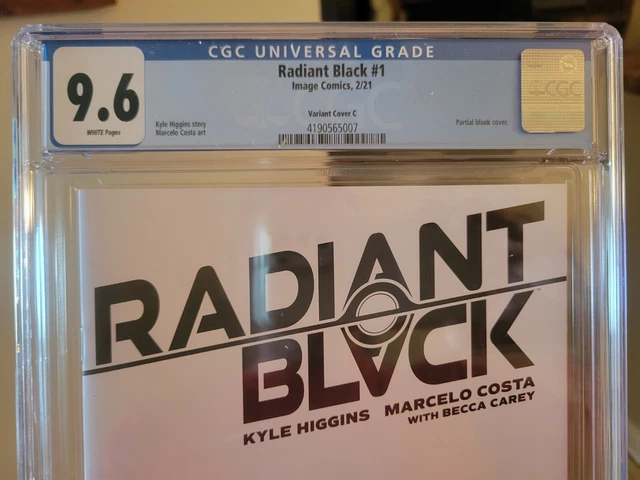 CGC UNIVERSAL GRADE
9.6
WHITE Pages
Radiant Black #1
Image Comics, 2/21
Variant Cover C
4190565007
Kyle Higgins story
Marcelo Costa art
Partial blank cover.
CGC
RADIANT
BLACK
KYLE HIGGINS MARCELO COSTA
WITH BECCA CAREY